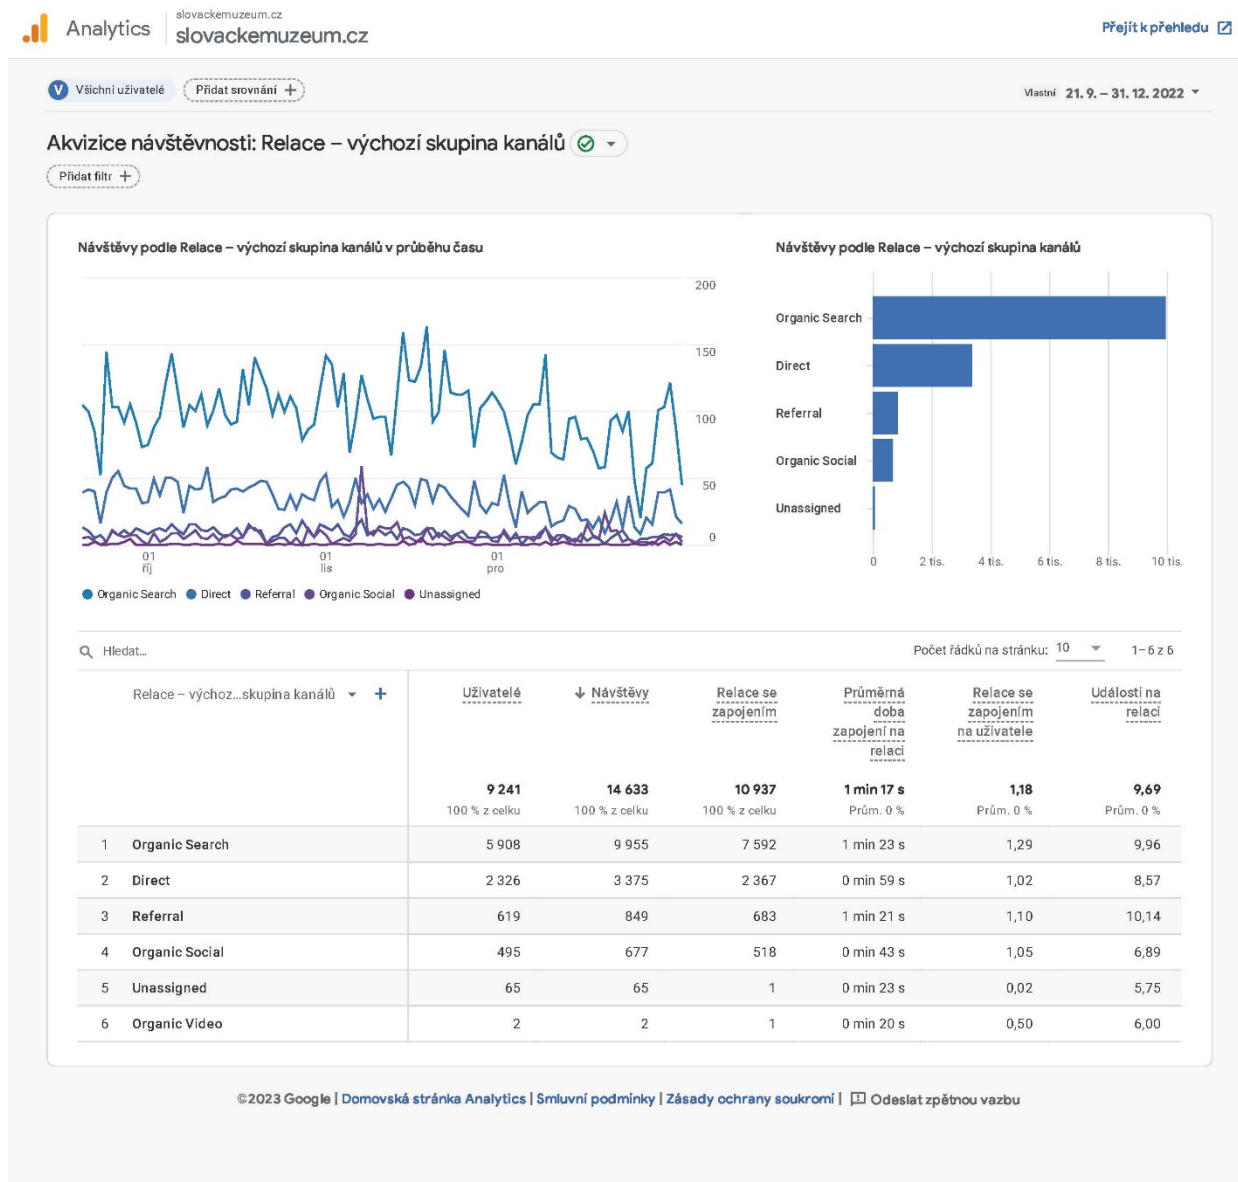 Analytics
slovackemuzeum.cz
slovackemuzeum.cz
Přejít k přehledu
V Všichni uživatelé
Přidat srovnání +
Vlastní 21. 9. – 31. 12. 2022
Akvizice návštěvnosti: Relace – výchozí skupina kanálů
Přidat filtr +
Návštěvy podle Relace – výchozí skupina kanálů v průběhu času
200
150
100
50
0
01
říj
01
lis
01
pro
Organic Search Direct Referral Organic Social Unassigned
Návštěvy podle Relace – výchozí skupina kanálů
Organic Search
Direct
Referral
Organic Social
Unassigned
0 2 tis. 4 tis. 6 tis. 8 tis. 10 tis.
Hledat...
Počet řádků na stránku: 10 1–6 z 6
Relace – výchoz...skupina kanálů +
Uživatelé
↓ Návštěvy
Relace se
zapojením
Průměrná
doba
zapojení na
relaci
Relace se
zapojením
na uživatele
Události na
relaci
9 241 14 633 10 937 1 min 17 s 1,18 9,69
100 % z celku 100 % z celku 100 % z celku Prům. 0 % Prům. 0 % Prům. 0 %
1 Organic Search 5 908 9 955 7 592 1 min 23 s 1,29 9,96
2 Direct 2 326 3 375 2 367 0 min 59 s 1,02 8,57
3 Referral 619 849 683 1 min 21 s 1,10 10,14
4 Organic Social 495 677 518 0 min 43 s 1,05 6,89
5 Unassigned 65 65 1 0 min 23 s 0,02 5,75
6 Organic Video 2 2 1 0 min 20 s 0,50 6,00
©2023 Google | Domovská stránka Analytics | Smluvní podmínky | Zásady ochrany soukromí | Odeslat zpětnou vazbu